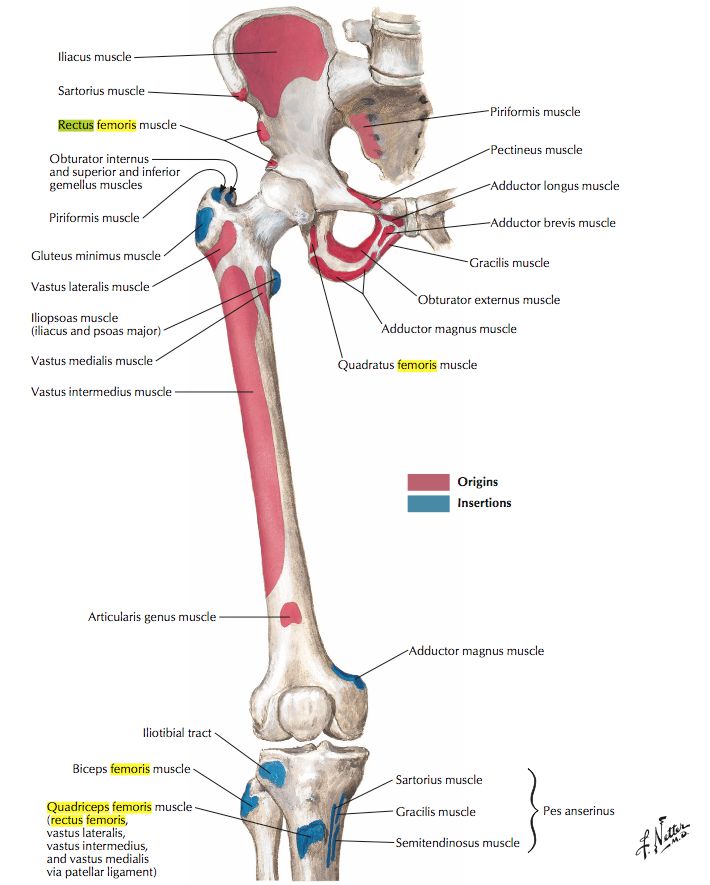 Iliacus muscle
Sartorius muscle
Rectus femoris muscle
Obturator internus
and superior and inferior
gemellus muscles
Piriformis muscle
Gluteus minimus muscle
Vastus lateralis muscle
Iliopsoas muscle
(iliacus and psoas major)
Vastus medialis muscle
Vastus intermedius muscle
Piriformis muscle
Pectineus muscle
Adductor longus muscle
Adductor brevis muscle
Gracilis muscle
Obturator externus muscle
Adductor magnus muscle
Quadratus femoris muscle
Origins
Insertions
Articularis genus muscle
Adductor magnus muscle
Iliotibial tract
Biceps femoris muscle
Quadriceps femoris muscle
(rectus femoris,
vastus lateralis,
vastus intermedius,
and vastus medialis
via patellar ligament)
Sartorius muscle
Gracilis muscle
Semitendinosus muscle
Pes anserinus
F. Netter
M.D.